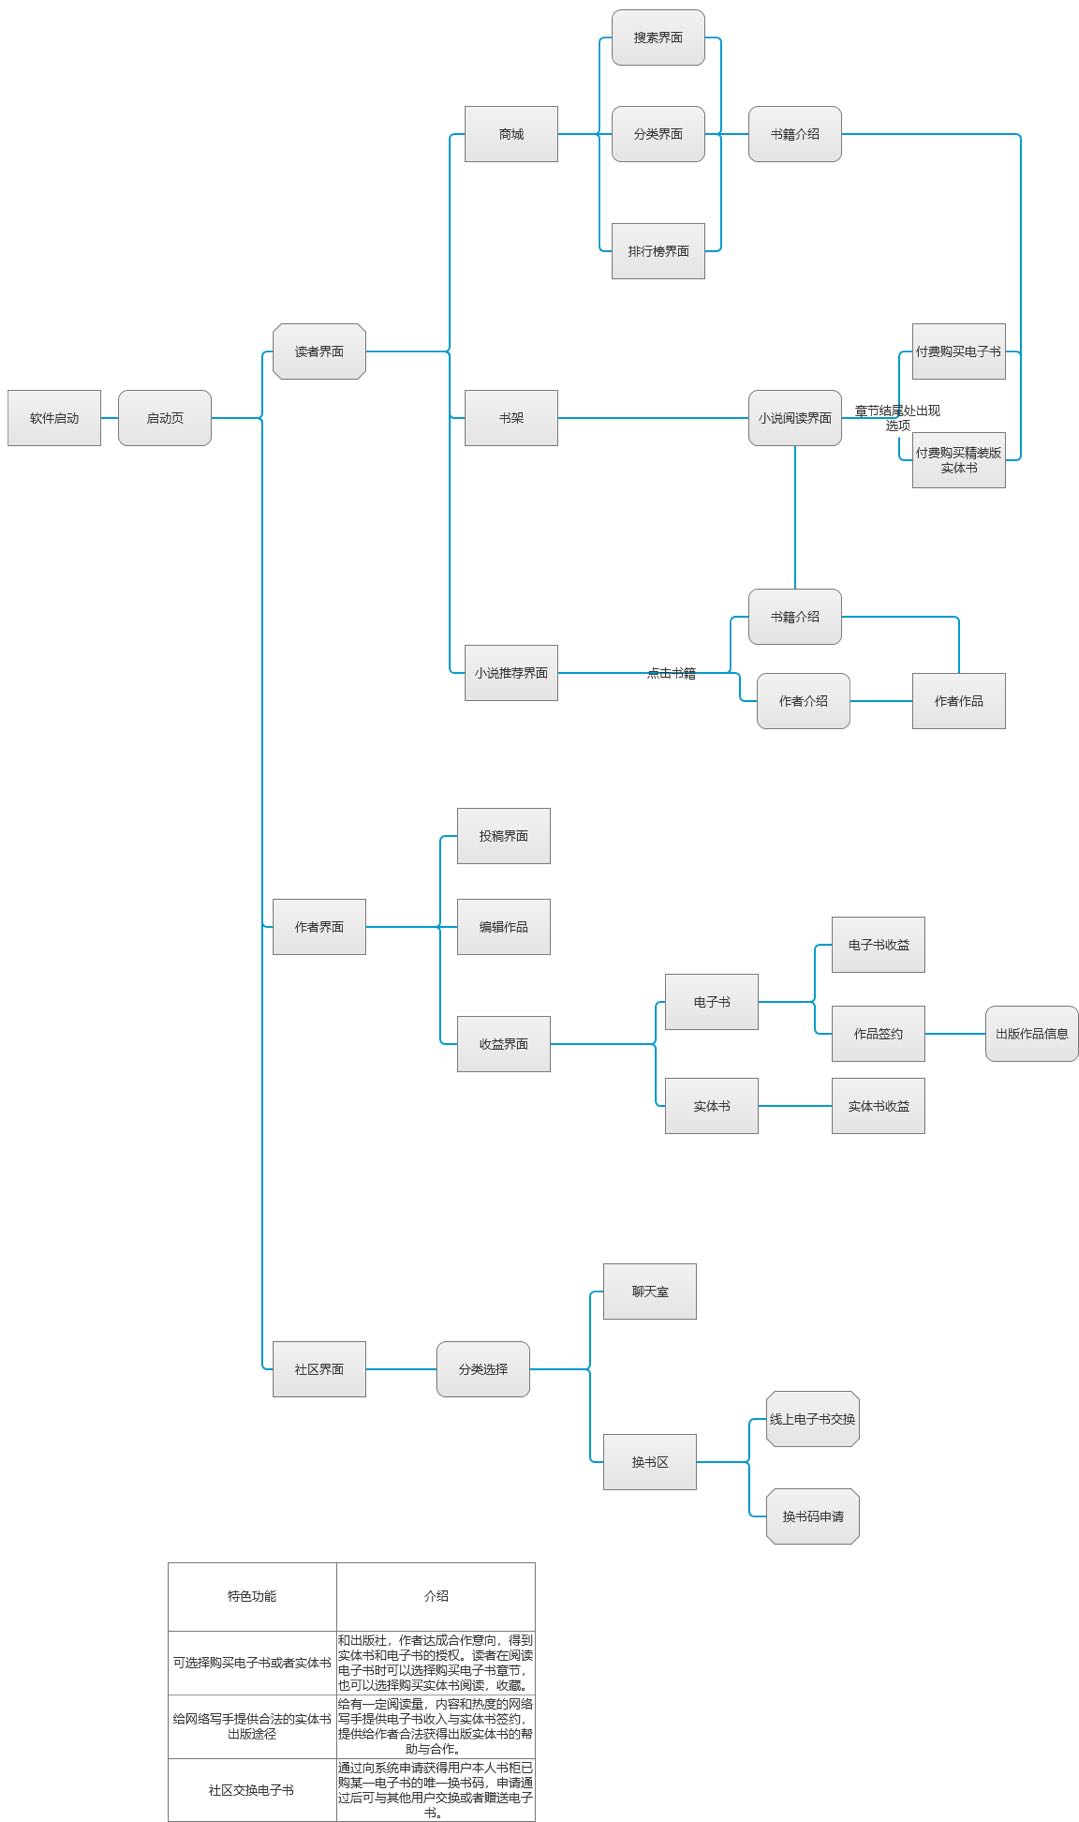 搜素界面
商城
分类界面
书籍介绍
排行榜界面
读者界面
付费购买电子书
软件启动
启动页
书架
小说阅读界面
章节结尾处出现
选项
付费购买精装版
实体书
书籍介绍
小说推荐界面
点击书籍
作者介绍
作者作品
投稿界面
作者界面
编辑作品
收益界面
电子书
电子书收益
作品签约
出版作品信息
实体书
实体书收益
聊天室
社区界面
分类选择
换书区
线上电子书交换
换书码申请
特色功能
介绍
可选择购买电子书或者实体书
和出版社，作者达成合作意向，得到
实体书和电子书的授权。读者在阅读
电子书时可以选择购买电子书章节，
也可以选择购买实体书阅读，收藏。
给网络写手提供合法的实体书
出版途径
给有一定阅读量，内容和热度的网络
写手提供电子书收入与实体书签约，
提供给作者合法获得出版实体书的帮
助与合作。
社区交换电子书
通过向系统申请获得用户本人书柜已
购某一电子书的唯一换书码，申请通
过后可与其他用户交换或者赠送电子
书。